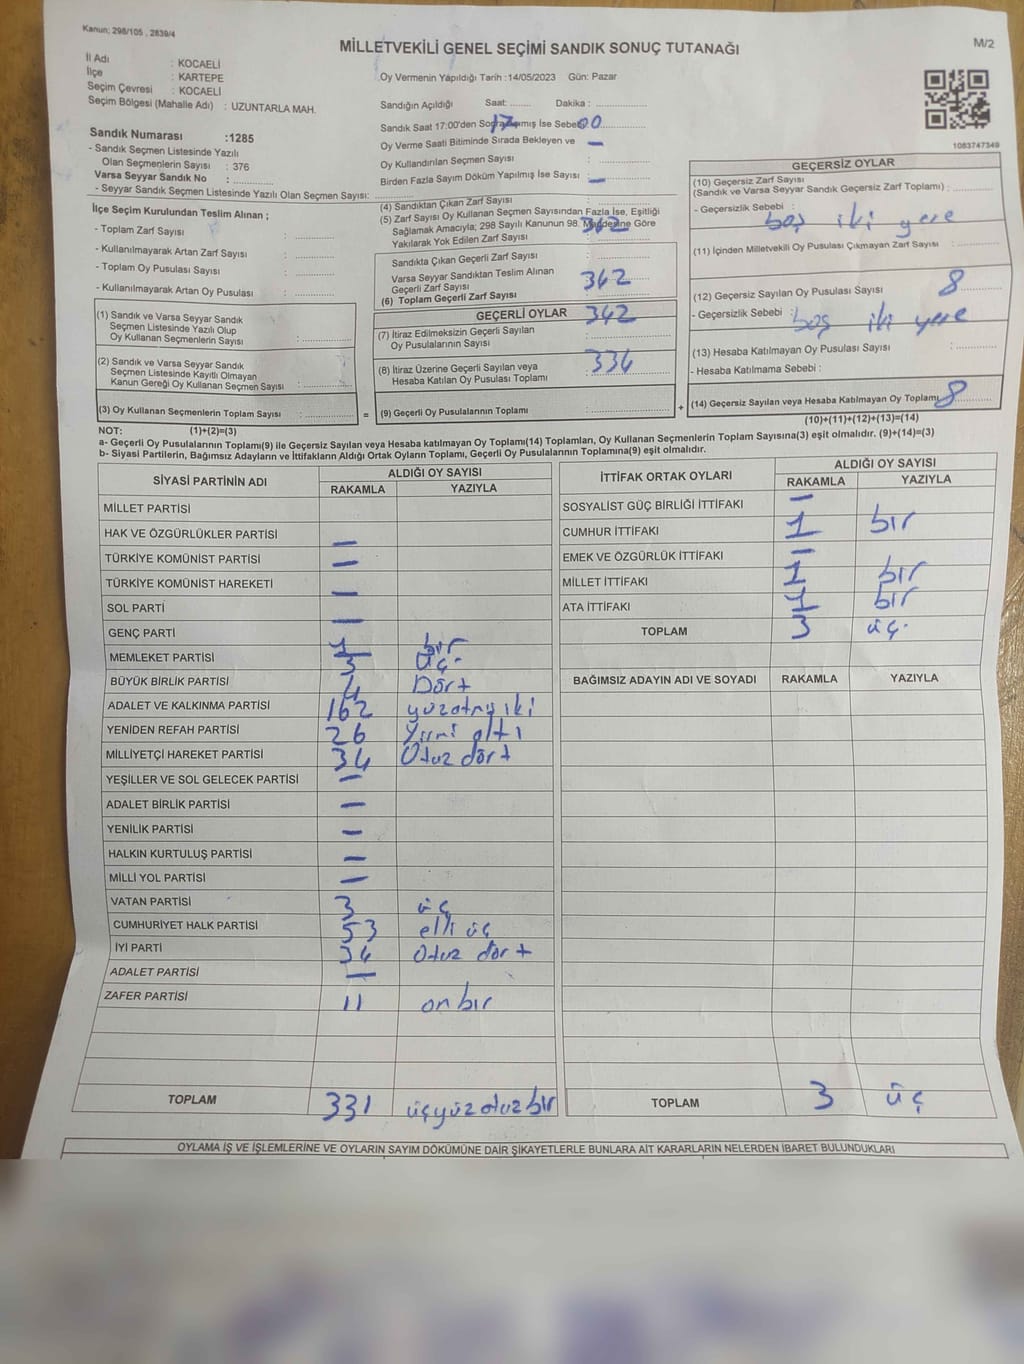 Kanun: 298/105 , 2839/4
MİLLETVEKİLİ GENEL SEÇİMİ SANDIK SONUÇ TUTANAĞI
M/2
İl Adı : KOCAELİ
İlçe : KARTEPE
Seçim Çevresi : KOCAELİ
Seçim Bölgesi (Mahalle Adı) : UZUNTARLA MAH.
Sandık Numarası :1285
- Sandık Seçmen Listesinde Yazılı
Olan Seçmenlerin Sayısı : 376
Varsa Seyyar Sandık No : ..............
- Seyyar Sandık Seçmen Listesinde Yazılı Olan Seçmen Sayısı: ..............
Oy Vermenin Yapıldığı Tarih : 14/05/2023 Gün: Pazar
Sandığın Açıldığı Saat: ....... Dakika : ..............
Sandık Saat 17:00'den Sonra Açılmış İse Sebebi 17 00
Oy Verme Saati Bitiminde Sırada Bekleyen ve —
Oy Kullandırılan Seçmen Sayısı : ..............
Birden Fazla Sayım Döküm Yapılmış İse Sayısı : —
1083747349
İlçe Seçim Kurulundan Teslim Alınan ;
- Toplam Zarf Sayısı : ..............
- Kullanılmayarak Artan Zarf Sayısı : ..............
- Toplam Oy Pusulası Sayısı : ..............
- Kullanılmayarak Artan Oy Pusulası : ..............
(1) Sandık ve Varsa Seyyar Sandık
Seçmen Listesinde Yazılı Olup
Oy Kullanan Seçmenlerin Sayısı : ..............
(2) Sandık ve Varsa Seyyar Sandık
Seçmen Listesinde Kayıtlı Olmayan
Kanun Gereği Oy Kullanan Seçmen Sayısı : ..............
(3) Oy Kullanan Seçmenlerin Toplam Sayısı : ..............
(1)+(2)=(3)
(4) Sandıktan Çıkan Zarf Sayısı : ..............
(5) Zarf Sayısı Oy Kullanan Seçmen Sayısından Fazla İse, Eşitliği
Sağlamak Amacıyla; 298 Sayılı Kanunun 98. Maddesine Göre 342
Yakılarak Yok Edilen Zarf Sayısı : ..............
Sandıkta Çıkan Geçerli Zarf Sayısı : ..............
Varsa Seyyar Sandıktan Teslim Alınan 342
Geçerli Zarf Sayısı
(6) Toplam Geçerli Zarf Sayısı : ..............
GEÇERLİ OYLAR 342
(7) İtiraz Edilmeksizin Geçerli Sayılan
Oy Pusulalarının Sayısı : ..............
(8) İtiraz Üzerine Geçerli Sayılan veya 334
Hesaba Katılan Oy Pusulası Toplamı : ..............
= (9) Geçerli Oy Pusulalarının Toplamı : ..............
GEÇERSİZ OYLAR
(10) Geçersiz Zarf Sayısı
(Sandık ve Varsa Seyyar Sandık Geçersiz Zarf Toplamı) : ..............
- Geçersizlik Sebebi :
boş iki yere
(11) İçinden Milletvekili Oy Pusulası Çıkmayan Zarf Sayısı : ..............
(12) Geçersiz Sayılan Oy Pusulası Sayısı : 8
- Geçersizlik Sebebi : boş iki yere
(13) Hesaba Katılmayan Oy Pusulası Sayısı : ..............
- Hesaba Katılmama Sebebi :
+ (14) Geçersiz Sayılan veya Hesaba Katılmayan Oy Toplamı 8
(10)+(11)+(12)+(13)=(14)
NOT:
a- Geçerli Oy Pusulalarının Toplamı(9) ile Geçersiz Sayılan veya Hesaba katılmayan Oy Toplamı(14) Toplamları, Oy Kullanan Seçmenlerin Toplam Sayısına(3) eşit olmalıdır. (9)+(14)=(3)
b- Siyasi Partilerin, Bağımsız Adayların ve İttifakların Aldığı Ortak Oyların Toplamı, Geçerli Oy Pusulalarının Toplamına(9) eşit olmalıdır.
SİYASİ PARTİNİN ADI ALDIĞI OY SAYISI
RAKAMLA YAZIYLA
MİLLET PARTİSİ
HAK VE ÖZGÜRLÜKLER PARTİSİ —
TÜRKİYE KOMÜNİST PARTİSİ —
TÜRKİYE KOMÜNİST HAREKETİ —
SOL PARTİ —
GENÇ PARTİ 1 bir
MEMLEKET PARTİSİ 3 üç
BÜYÜK BİRLİK PARTİSİ 4 Dört
ADALET VE KALKINMA PARTİSİ 162 yüzatmışiki
YENİDEN REFAH PARTİSİ 26 Yirmi altı
MİLLİYETÇİ HAREKET PARTİSİ 34 Otuz dört
YEŞİLLER VE SOL GELECEK PARTİSİ —
ADALET BİRLİK PARTİSİ —
YENİLİK PARTİSİ —
HALKIN KURTULUŞ PARTİSİ —
MİLLİ YOL PARTİSİ —
VATAN PARTİSİ 3 üç
CUMHURİYET HALK PARTİSİ 53 elli üç
İYİ PARTİ 34 Otuz dört
ADALET PARTİSİ —
ZAFER PARTİSİ 11 on bir
TOPLAM 331 üçyüz otuz bir
İTTİFAK ORTAK OYLARI ALDIĞI OY SAYISI
RAKAMLA YAZIYLA
SOSYALİST GÜÇ BİRLİĞİ İTTİFAKI —
CUMHUR İTTİFAKI 1 bir
EMEK VE ÖZGÜRLÜK İTTİFAKI —
MİLLET İTTİFAKI 1 bir
ATA İTTİFAKI 1 bir
TOPLAM 3 üç
BAĞIMSIZ ADAYIN ADI VE SOYADI RAKAMLA YAZIYLA
TOPLAM 3 üç
OYLAMA İŞ VE İŞLEMLERİNE VE OYLARIN SAYIM DÖKÜMÜNE DAİR ŞİKAYETLERLE BUNLARA AİT KARARLARIN NELERDEN İBARET BULUNDUKLARI